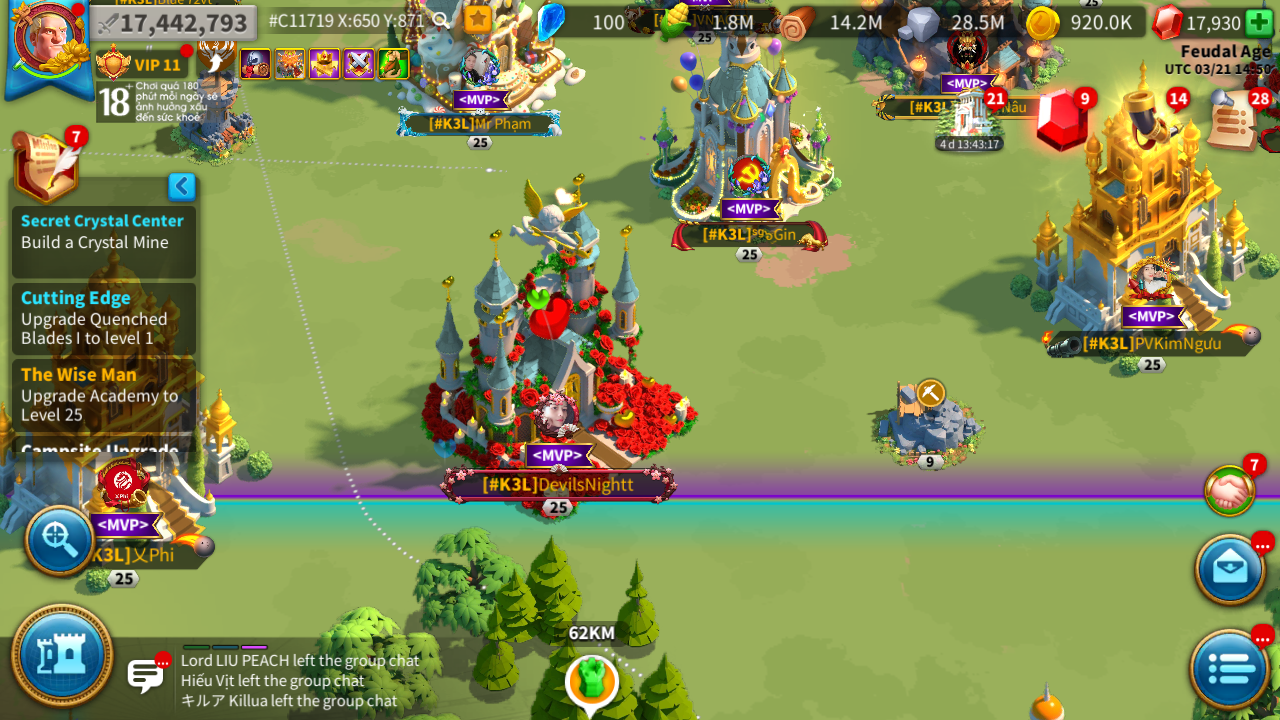 17,442,793
#C11719 X:650 Y:871
100
1.8M
14.2M
28.5M
920.0K
17,930
25
25
Feudal Age
UTC 03/21 14:50
VIP 11
18+
Chơi quá 180
phút mỗi ngày sẽ
ảnh hưởng xấu
đến sức khoẻ
<MVP>
[#K3L]Mr Phạm
25
<MVP>
21
9
14
28
4 d 13:43:17
7
<MVP>
25
Secret Crystal Center
Build a Crystal Mine
Cutting Edge
Upgrade Quenched
Blades I to level 1
The Wise Man
Upgrade Academy to
Level 25
Campsite Upgrade
<MVP>
[#K3L]PVKimNgưu
25
<MVP>
[#K3L]DevilsNightt
25
9
7
<MVP>
25
62KM
Lord LIU PEACH left the group chat
Hiếu Vịt left the group chat
キルア Killua left the group chat